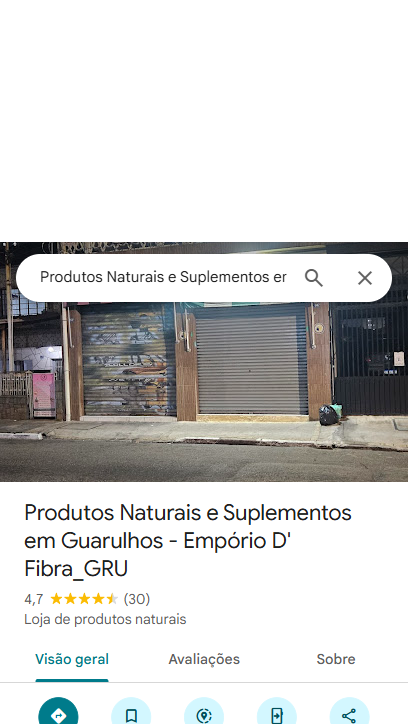 Produtos Naturais e Suplementos er
Produtos Naturais e Suplementos
em Guarulhos - Empório D'
Fibra_GRU
4,7 (30)
Loja de produtos naturais
Visão geral Avaliações Sobre